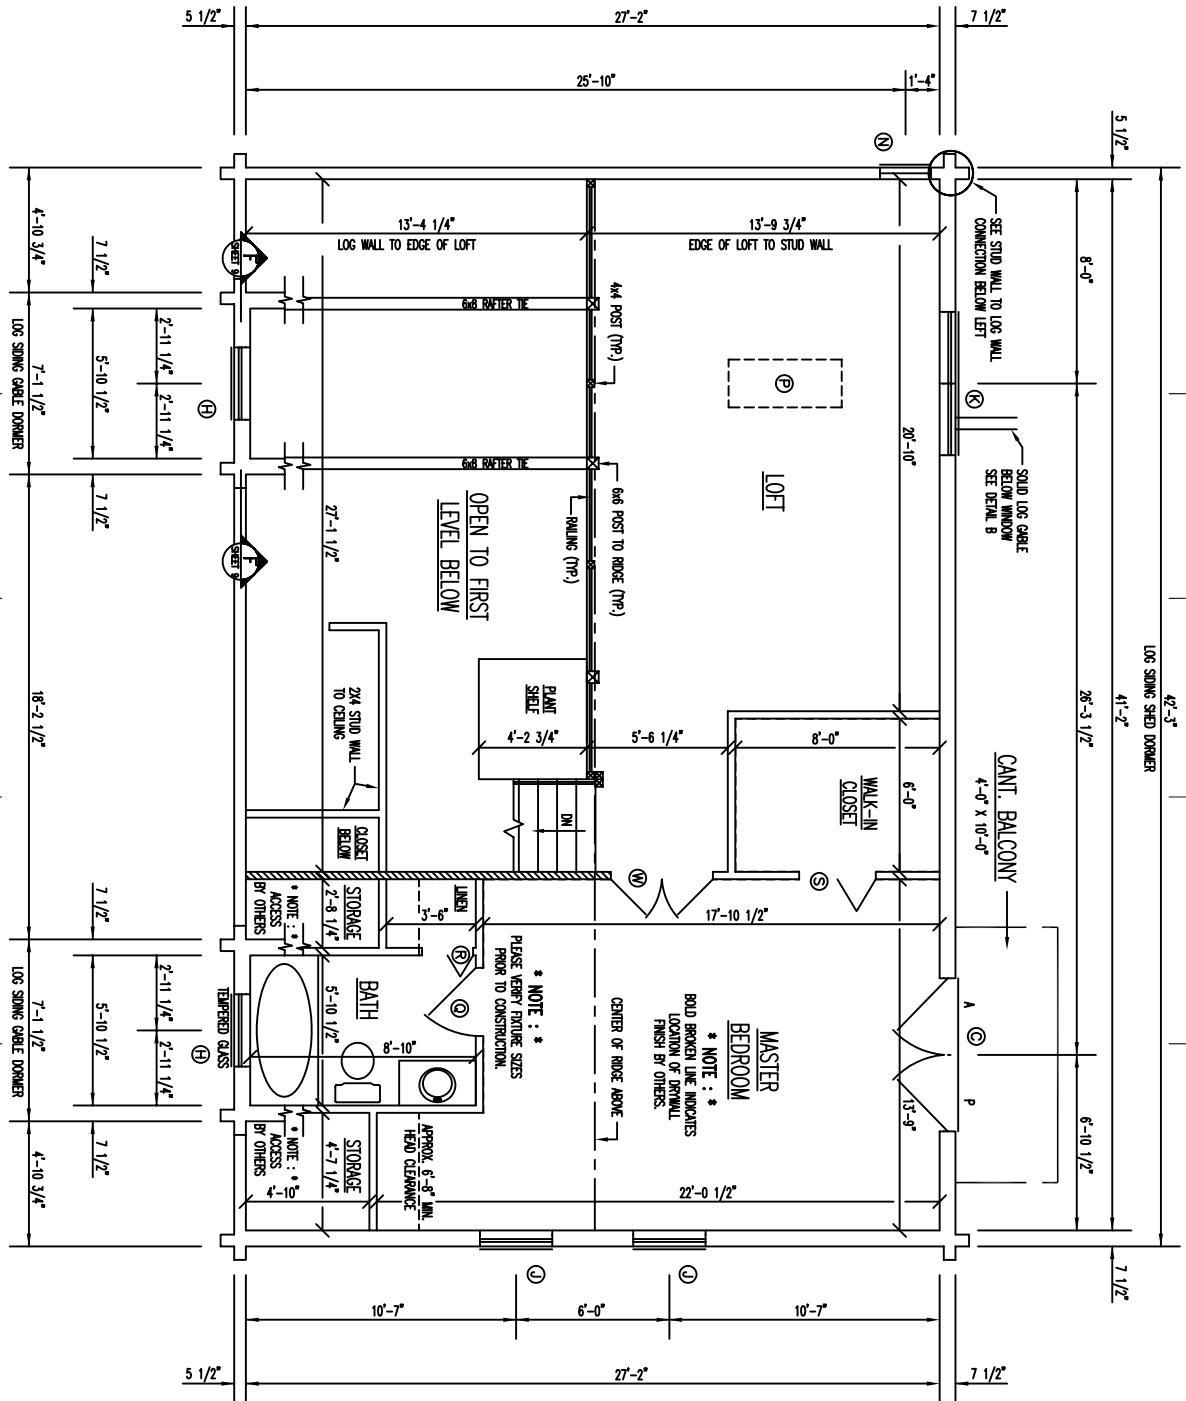 5 1/2"
27'-2"
7 1/2"
25'-10"
1'-4"
5 1/2"
N
SEE STUD WALL TO LOG WALL
CONNECTION BELOW LEFT
8'-0"
42'-3"
LOG SIDING SHED DORMER
41'-2"
26'-3 1/2"
6'-10 1/2"
7 1/2"
K
SOLID LOG GABLE
BELOW WINDOW
SEE DETAIL B
CANT. BALCONY
4'-0" X 10'-0"
A
C
P
13'-9"
13'-4 1/4"
LOG WALL TO EDGE OF LOFT
13'-9 3/4"
EDGE OF LOFT TO STUD WALL
4x4 POST (TYP.)
6x8 RAFTER TIE
6x8 RAFTER TIE
P
LOFT
20'-10"
6x6 POST TO RIDGE (TYP.)
RAILING (TYP.)
OPEN TO FIRST
LEVEL BELOW
27'-1 1/2"
PLANT
SHELF
4'-2 3/4"
5'-6 1/4"
8'-0"
WALK-IN
CLOSET
6'-0"
2X4 STUD WALL
TO CEILING
DN
CLOSET
BELOW
W
S
17'-10 1/2"
3'-6"
LINEN
STORAGE
2'-8 1/4"
* NOTE : *
ACCESS
BY OTHERS
R
Q
* NOTE : *
PLEASE VERIFY FIXTURE SIZES
PRIOR TO CONSTRUCTION.
BATH
5'-10 1/2"
8'-10"
MASTER
BEDROOM
* NOTE : *
BOLD BROKEN LINE INDICATES
LOCATION OF DRYWALL
FINISH BY OTHERS.
CENTER OF RIDGE ABOVE
APPROX. 6'-8" MIN.
HEAD CLEARANCE
STORAGE
4'-7 1/4"
* NOTE : *
ACCESS
BY OTHERS
4'-10"
22'-0 1/2"
J
J
10'-7"
6'-0"
10'-7"
5 1/2"
27'-2"
7 1/2"
F
SHEET 9
H
F
SHEET 9
TEMPERED GLASS
H
2'-11 1/4"
2'-11 1/4"
2'-11 1/4"
2'-11 1/4"
7 1/2"
5'-10 1/2"
7 1/2"
7 1/2"
5'-10 1/2"
7 1/2"
4'-10 3/4"
7'-1 1/2"
LOG SIDING GABLE DORMER
18'-2 1/2"
7'-1 1/2"
LOG SIDING GABLE DORMER
4'-10 3/4"